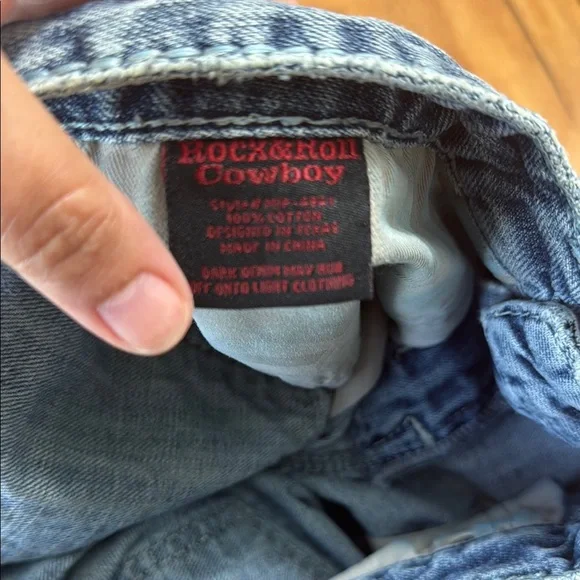 Rock&Roll
Cowboy
100% COTTON
DESIGNED IN TEXAS
MADE IN CHINA
DARK DENIM MAY RUB
OFF ONTO LIGHT CLOTHING